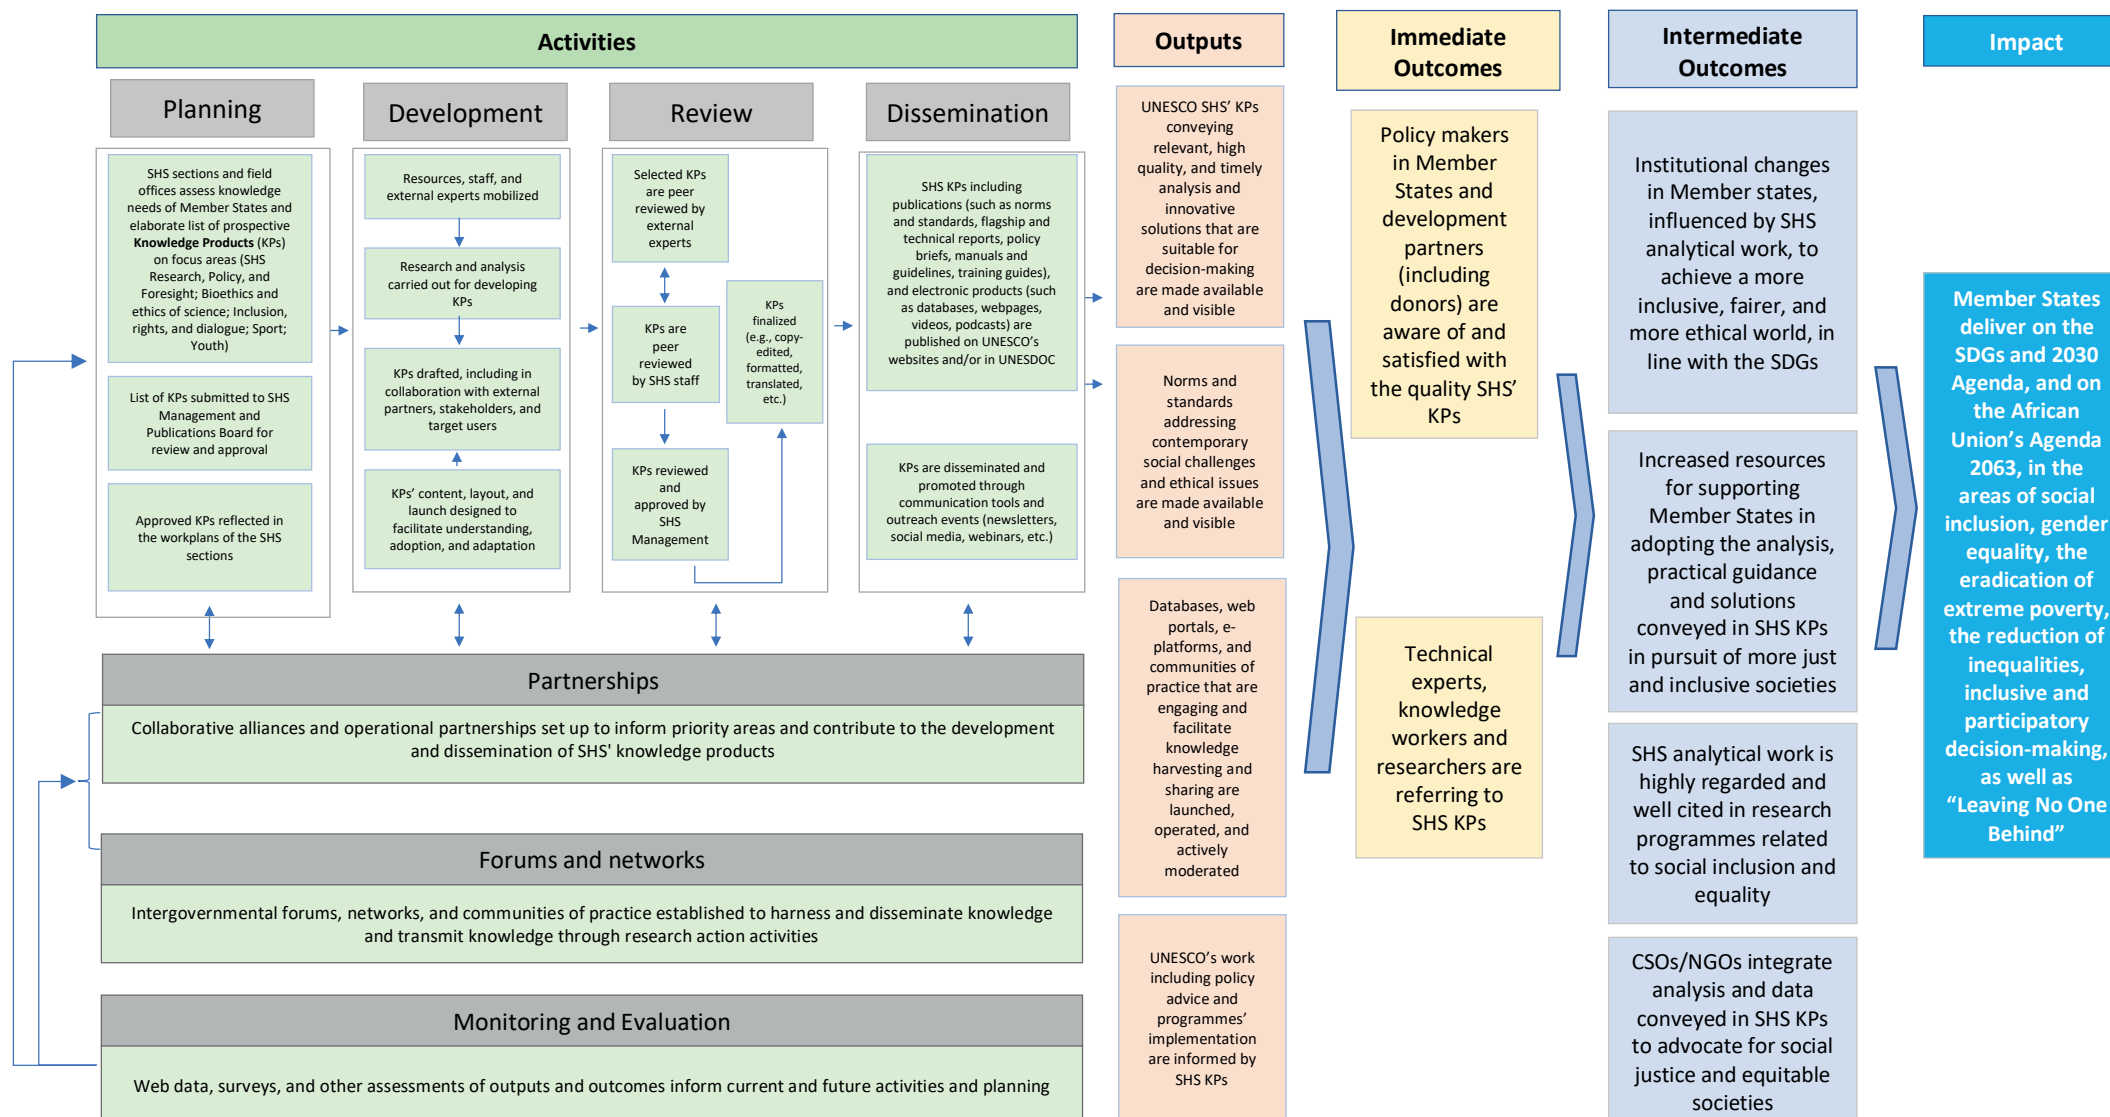 Activities
Planning
SHS sections and field
offices assess knowledge
needs of Member States and
elaborate list of prospective
Knowledge Products (KPs)
on focus areas (SHS
Research, Policy, and
Foresight; Bioethics and
ethics of science; Inclusion,
rights, and dialogue; Sport;
Youth)
List of KPs submitted to SHS
Management and
Publications Board for
review and approval
Approved KPs reflected in
the workplans of the SHS
sections
Development
Resources, staff, and
external experts mobilized
Research and analysis
carried out for developing
KPs
KPs drafted, including in
collaboration with external
partners, stakeholders, and
target users
KPs’ content, layout, and
launch designed to
facilitate understanding,
adoption, and adaptation
Review
Selected KPs
are peer
reviewed by
external
experts
KPs are
peer
reviewed
by SHS staff
KPs reviewed
and
approved by
SHS
Management
KPs
finalized
(e.g., copy-
edited,
formatted,
translated,
etc.)
Dissemination
SHS KPs including
publications (such as norms
and standards, flagship and
technical reports, policy
briefs, manuals and
guidelines, training guides),
and electronic products (such
as databases, webpages,
videos, podcasts) are
published on UNESCO’s
websites and/or in UNESDOC
KPs are disseminated and
promoted through
communication tools and
outreach events (newsletters,
social media, webinars, etc.)
Partnerships
Collaborative alliances and operational partnerships set up to inform priority areas and contribute to the development
and dissemination of SHS' knowledge products
Forums and networks
Intergovernmental forums, networks, and communities of practice established to harness and disseminate knowledge
and transmit knowledge through research action activities
Monitoring and Evaluation
Web data, surveys, and other assessments of outputs and outcomes inform current and future activities and planning
Outputs
UNESCO SHS’ KPs
conveying
relevant, high
quality, and timely
analysis and
innovative
solutions that are
suitable for
decision-making
are made available
and visible
Norms and
standards
addressing
contemporary
social challenges
and ethical issues
are made available
and visible
Databases, web
portals, e-
platforms, and
communities of
practice that are
engaging and
facilitate
knowledge
harvesting and
sharing are
launched,
operated, and
actively
moderated
UNESCO’s work
including policy
advice and
programmes’
implementation
are informed by
SHS KPs
Immediate
Outcomes
Policy makers
in Member
States and
development
partners
(including
donors) are
aware of and
satisfied with
the quality SHS’
KPs
Technical
experts,
knowledge
workers and
researchers are
referring to
SHS KPs
Intermediate
Outcomes
Institutional changes
in Member states,
influenced by SHS
analytical work, to
achieve a more
inclusive, fairer, and
more ethical world, in
line with the SDGs
Increased resources
for supporting
Member States in
adopting the analysis,
practical guidance
and solutions
conveyed in SHS KPs
in pursuit of more just
and inclusive societies
SHS analytical work is
highly regarded and
well cited in research
programmes related
to social inclusion and
equality
CSOs/NGOs integrate
analysis and data
conveyed in SHS KPs
to advocate for social
justice and equitable
societies
Impact
Member States
deliver on the
SDGs and 2030
Agenda, and on
the African
Union’s Agenda
2063, in the
areas of social
inclusion, gender
equality, the
eradication of
extreme poverty,
the reduction of
inequalities,
inclusive and
participatory
decision-making,
as well as
“Leaving No One
Behind”